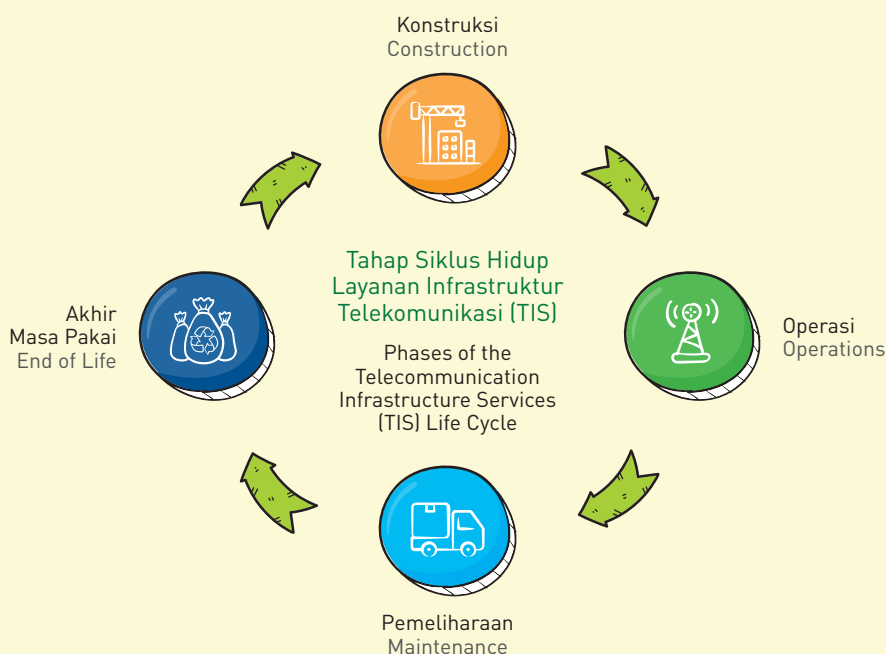 Konstruksi
Construction
Tahap Siklus Hidup
Layanan Infrastruktur
Telekomunikasi (TIS)
Phases of the
Telecommunication
Infrastructure Services
(TIS) Life Cycle
Akhir
Masa Pakai
End of Life
Operasi
Operations
Pemeliharaan
Maintenance